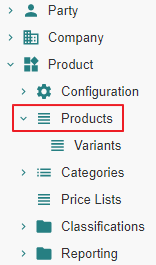 Party
Company
Product
Configuration
Products
Variants
Categories
Price Lists
Classifications
Reporting